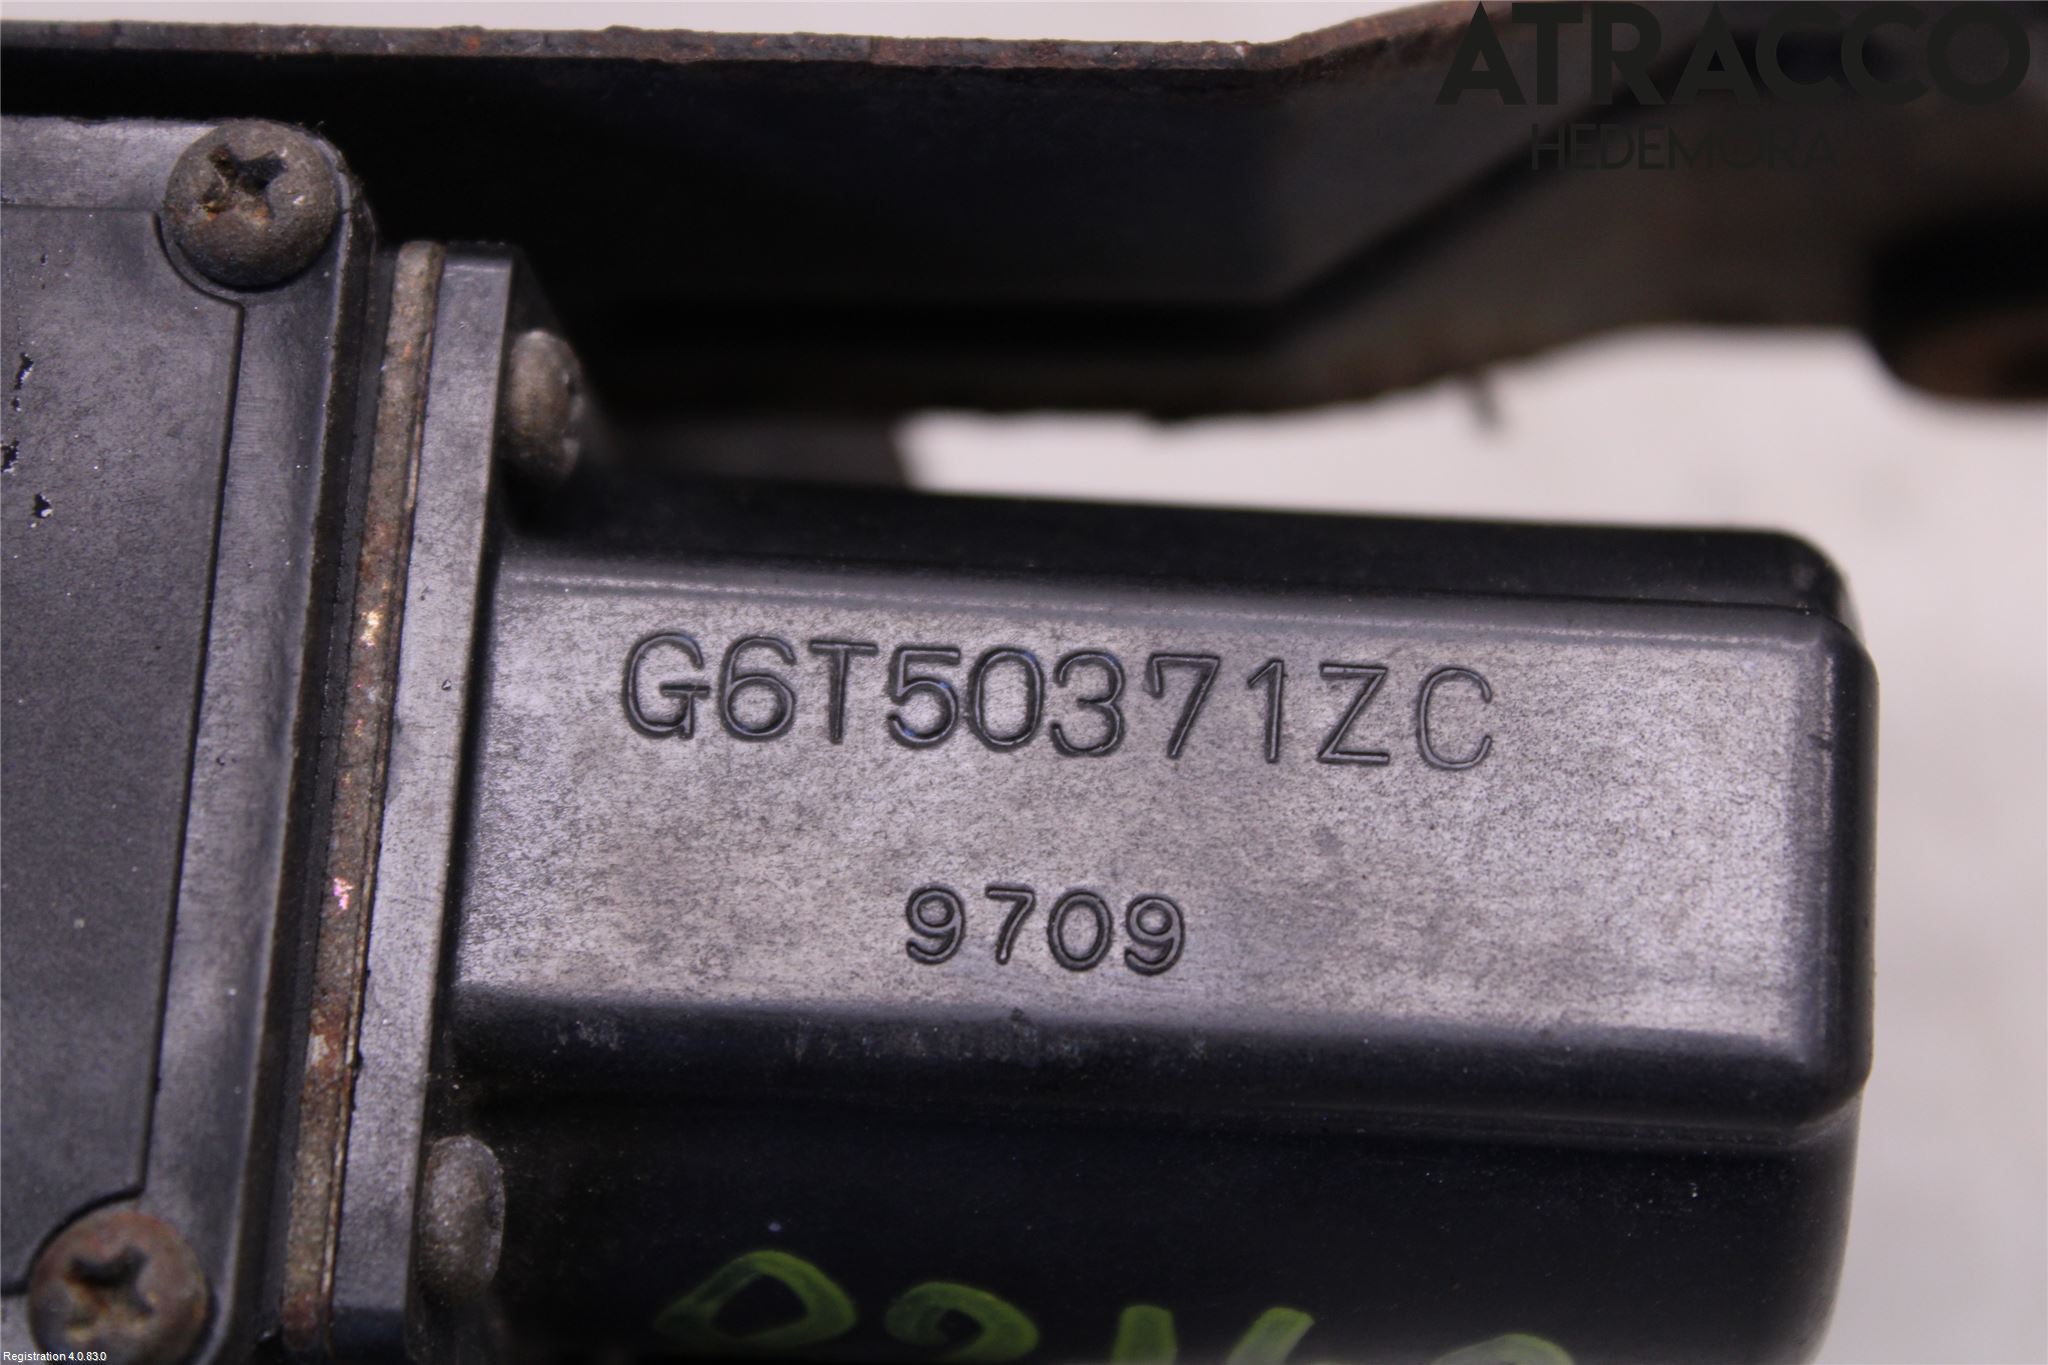 ATRACCO
HEDEMORA
G6T50371ZC
9709
Registration 4.0.83.0